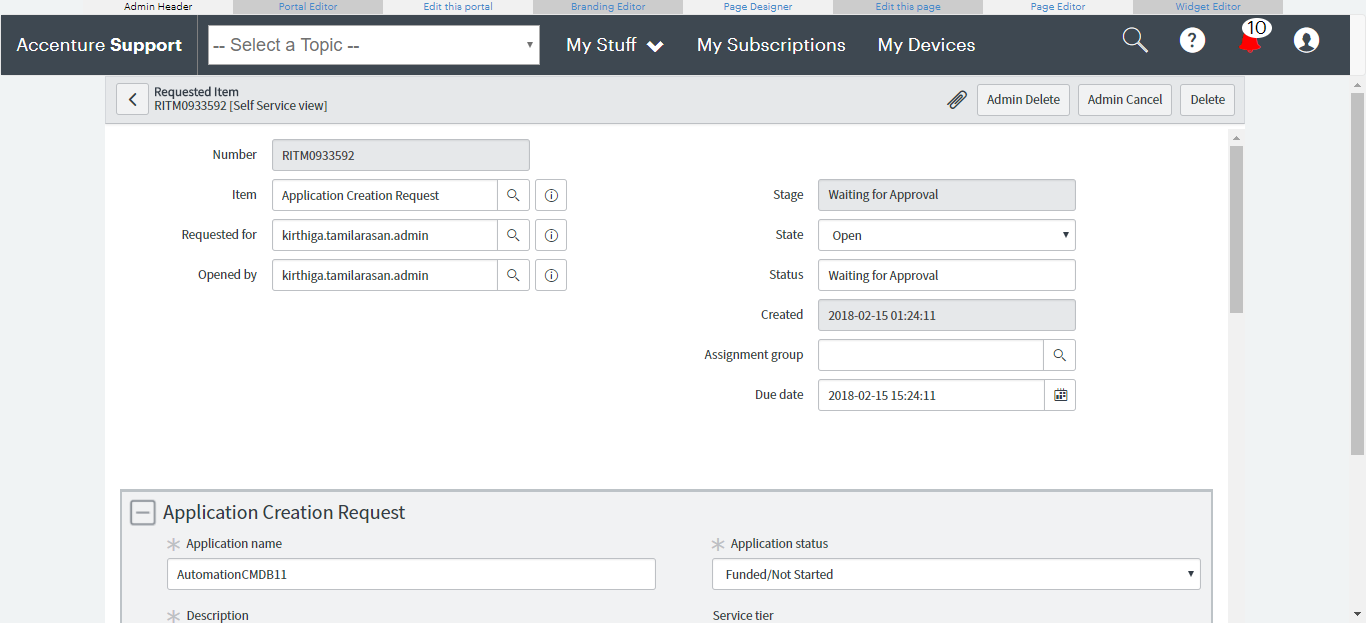 Admin Header Portal Editor Edit this portal Branding Editor Page Designer Edit this page Page Editor Widget Editor
Accenture Support -- Select a Topic -- My Stuff My Subscriptions My Devices ? 10
Requested Item
RITM0933592 [Self Service view]
Admin Delete Admin Cancel Delete
Number RITM0933592
Item Application Creation Request Stage Waiting for Approval
Requested for kirthiga.tamilarasan.admin State Open
Opened by kirthiga.tamilarasan.admin Status Waiting for Approval
Created 2018-02-15 01:24:11
Assignment group
Due date 2018-02-15 15:24:11
Application Creation Request
Application name Application status
AutomationCMDB11 Funded/Not Started
Description Service tier